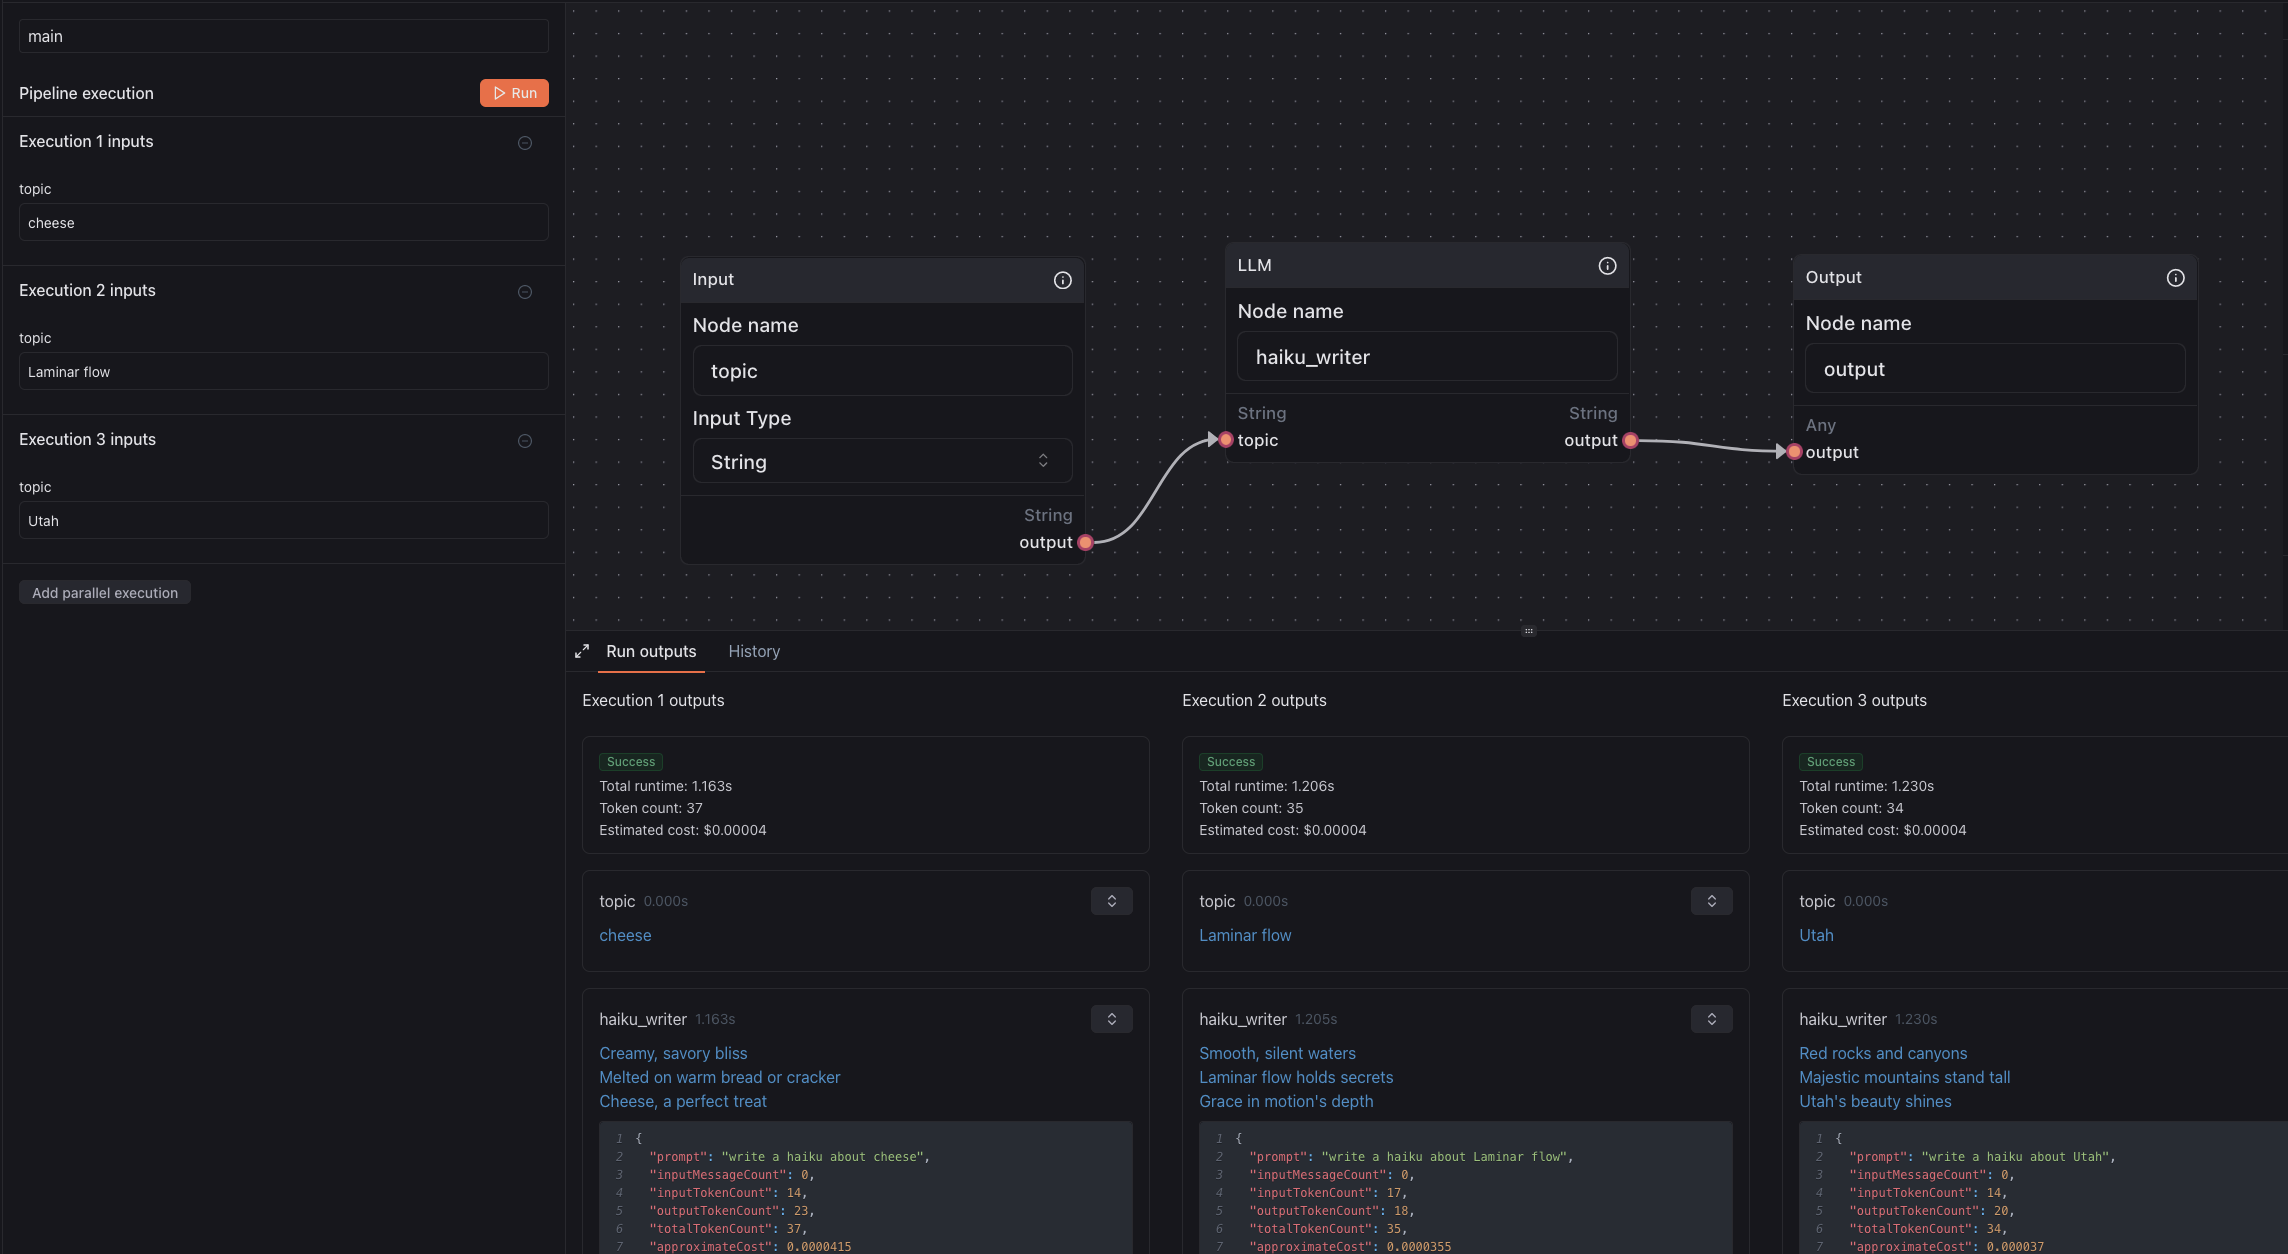 main
Pipeline execution
Run
Execution 1 inputs
topic
cheese
Execution 2 inputs
topic
Laminar flow
Execution 3 inputs
topic
Utah
Add parallel execution
Input
Node name
topic
Input Type
String
String
output
LLM
Node name
haiku_writer
String String
topic output
Output
Node name
output
Any
output
Run outputs History
Execution 1 outputs
Success
Total runtime: 1.163s
Token count: 37
Estimated cost: $0.00004
topic 0.000s
cheese
haiku_writer 1.163s
Creamy, savory bliss
Melted on warm bread or cracker
Cheese, a perfect treat
1 {
2 "prompt": "write a haiku about cheese",
3 "inputMessageCount": 0,
4 "inputTokenCount": 14,
5 "outputTokenCount": 23,
6 "totalTokenCount": 37,
7 "approximateCost": 0.0000415
Execution 2 outputs
Success
Total runtime: 1.206s
Token count: 35
Estimated cost: $0.00004
topic 0.000s
Laminar flow
haiku_writer 1.205s
Smooth, silent waters
Laminar flow holds secrets
Grace in motion's depth
1 {
2 "prompt": "write a haiku about Laminar flow",
3 "inputMessageCount": 0,
4 "inputTokenCount": 17,
5 "outputTokenCount": 18,
6 "totalTokenCount": 35,
7 "approximateCost": 0.0000355
Execution 3 outputs
Success
Total runtime: 1.230s
Token count: 34
Estimated cost: $0.00004
topic 0.000s
Utah
haiku_writer 1.230s
Red rocks and canyons
Majestic mountains stand tall
Utah's beauty shines
1 {
2 "prompt": "write a haiku about Utah",
3 "inputMessageCount": 0,
4 "inputTokenCount": 14,
5 "outputTokenCount": 20,
6 "totalTokenCount": 34,
7 "approximateCost": 0.000037